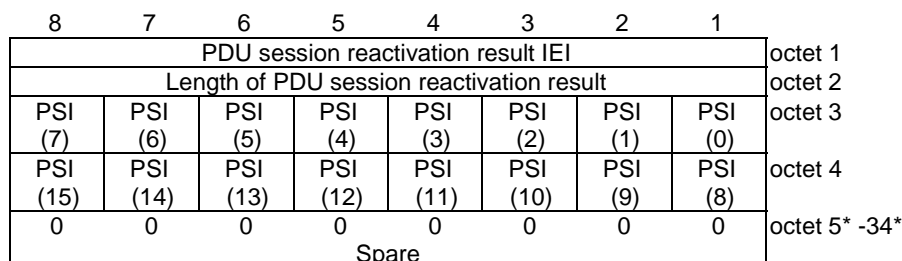 8 7 6 5 4 3 2 1
PDU session reactivation result IEI octet 1
Length of PDU session reactivation result octet 2
PSI PSI PSI PSI PSI PSI PSI PSI octet 3
(7) (6) (5) (4) (3) (2) (1) (0)
PSI PSI PSI PSI PSI PSI PSI PSI octet 4
(15) (14) (13) (12) (11) (10) (9) (8)
0 0 0 0 0 0 0 0 octet 5* -34*
Spare